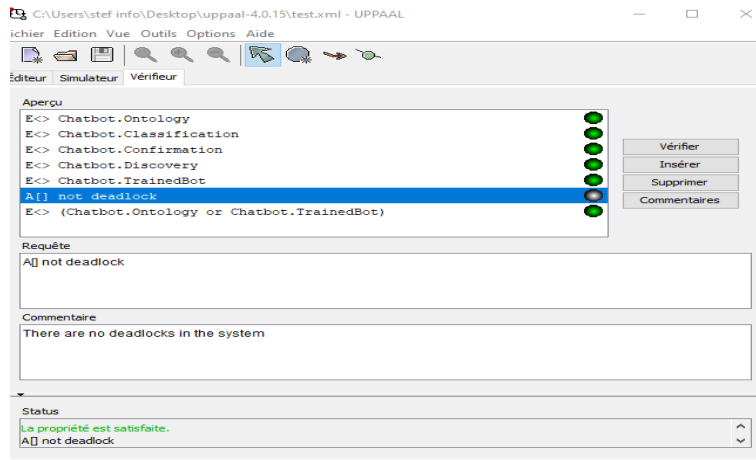 C:\Users\stef info\Desktop\uppaal-4.0.15\test.xml - UPPAAL
ichier Edition Vue Outils Options Aide
Éditeur Simulateur Vérifieur
Aperçu
E<> Chatbot.Ontology
E<> Chatbot.Classification
E<> Chatbot.Confirmation
E<> Chatbot.Discovery
E<> Chatbot.TrainedBot
A[] not deadlock
E<> (Chatbot.Ontology or Chatbot.TrainedBot)
Vérifier
Insérer
Supprimer
Commentaires
Requête
A[] not deadlock
Commentaire
There are no deadlocks in the system
Status
La propriété est satisfaite.
A[] not deadlock